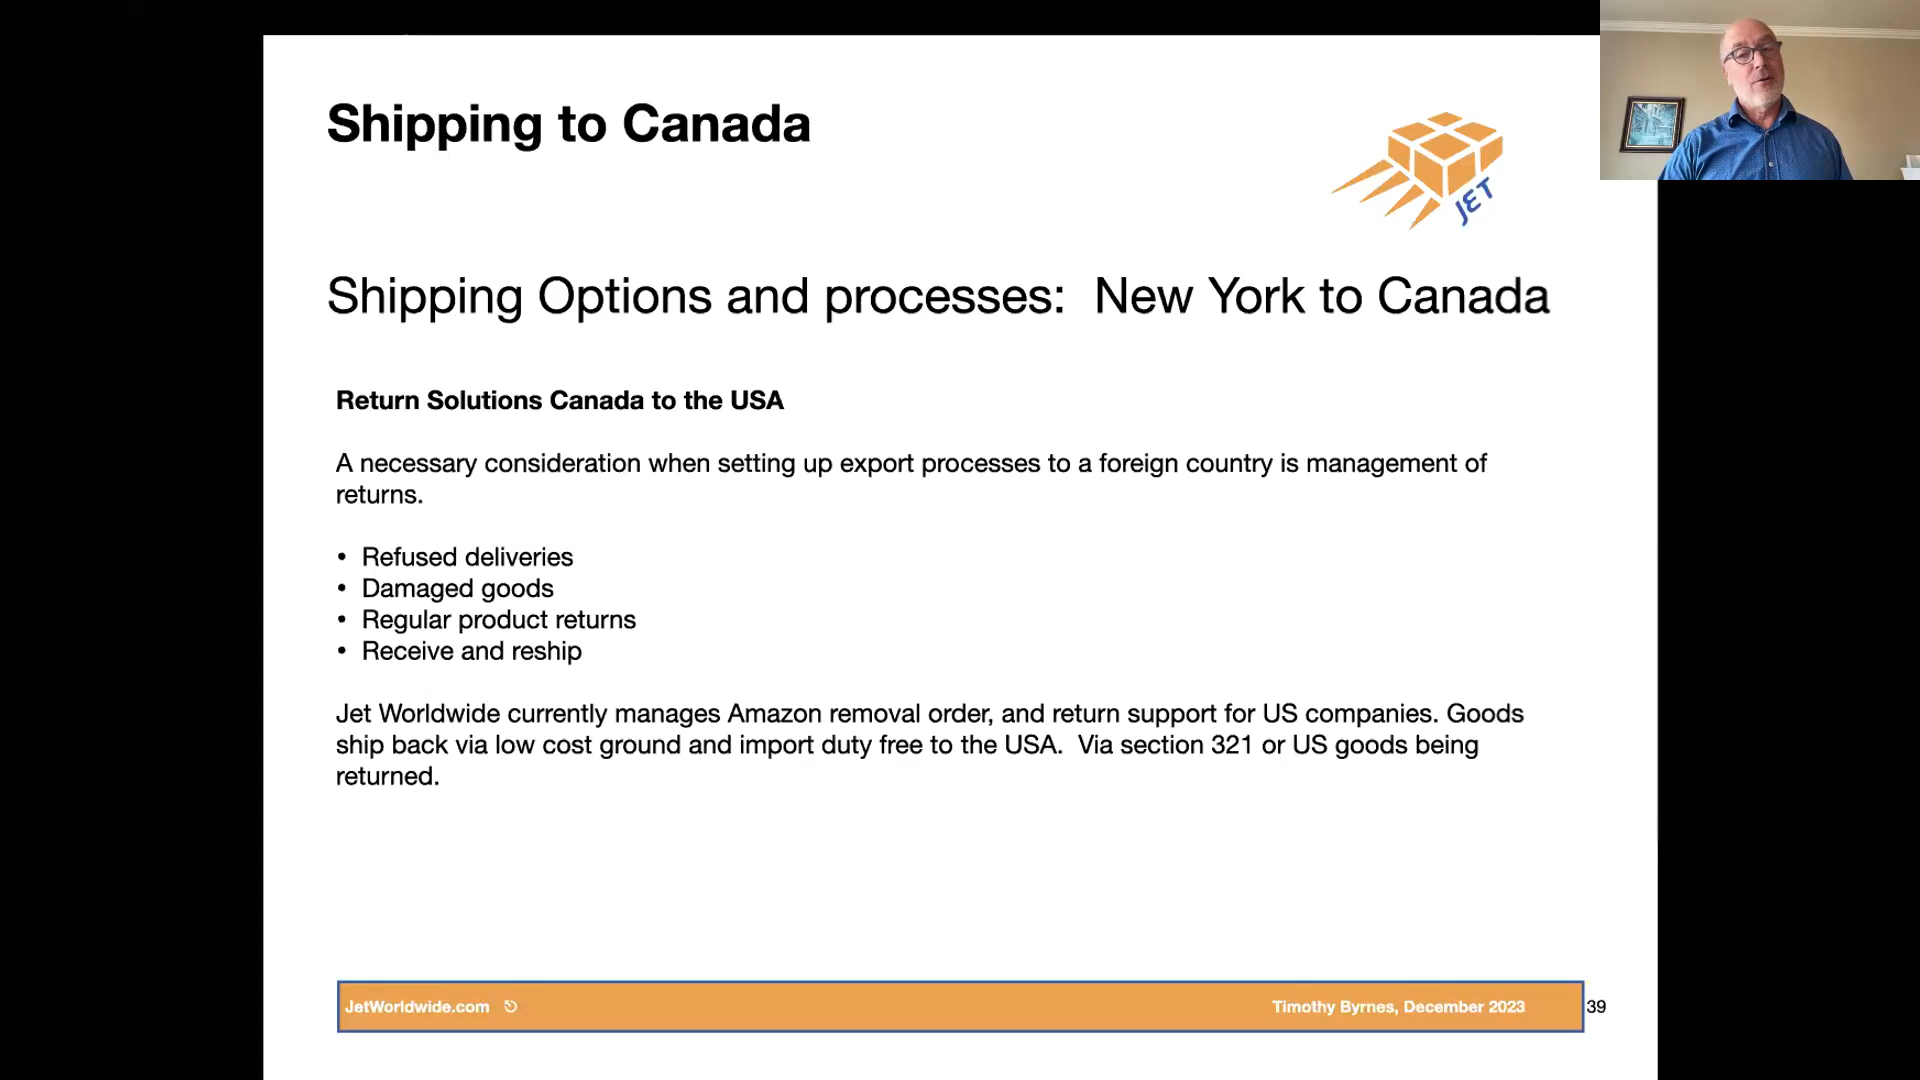 Shipping to Canada
JET
Shipping Options and processes:  New York to Canada
Return Solutions Canada to the USA
A necessary consideration when setting up export processes to a foreign country is management of
returns.
• Refused deliveries
• Damaged goods
• Regular product returns
• Receive and reship
Jet Worldwide currently manages Amazon removal order, and return support for US companies. Goods
ship back via low cost ground and import duty free to the USA.  Via section 321 or US goods being
returned.
JetWorldwide.com
Timothy Byrnes, December 2023
39